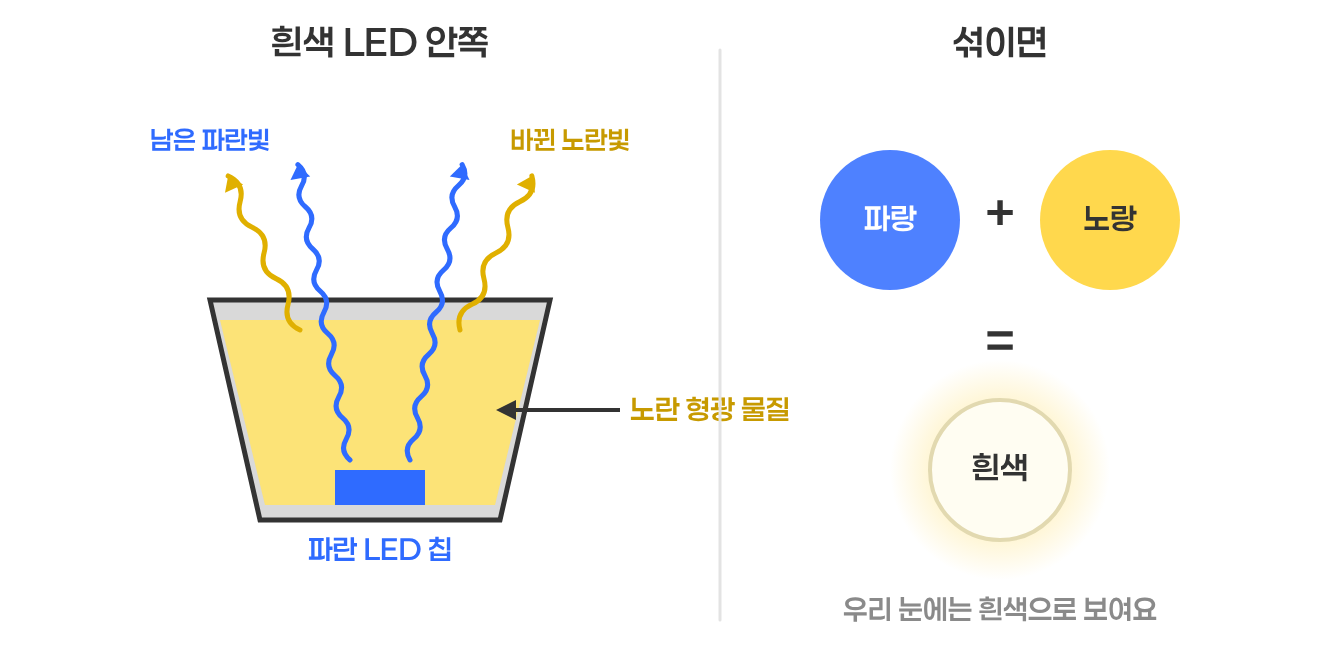 흰색 LED 안쪽
남은 파란빛
바뀐 노란빛
노란 형광 물질
파란 LED 칩
섞이면
파랑
+
노랑
=
흰색
우리 눈에는 흰색으로 보여요